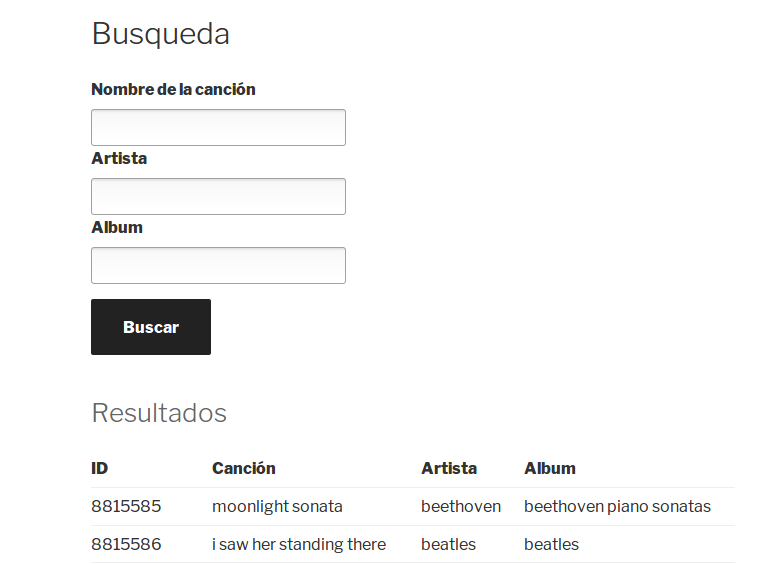 Busqueda
Nombre de la canción
Artista
Album
Buscar
Resultados
ID Canción Artista Album
8815585 moonlight sonata beethoven beethoven piano sonatas
8815586 i saw her standing there beatles beatles